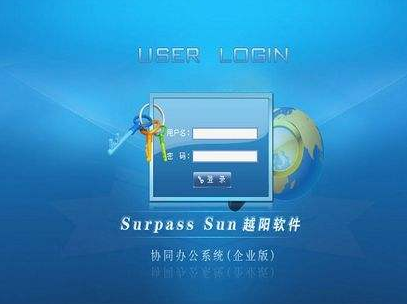 USER LOGIN
用户名:
密 码:
登 录
Surpass Sun 越阳软件
协同办公系统(企业版)